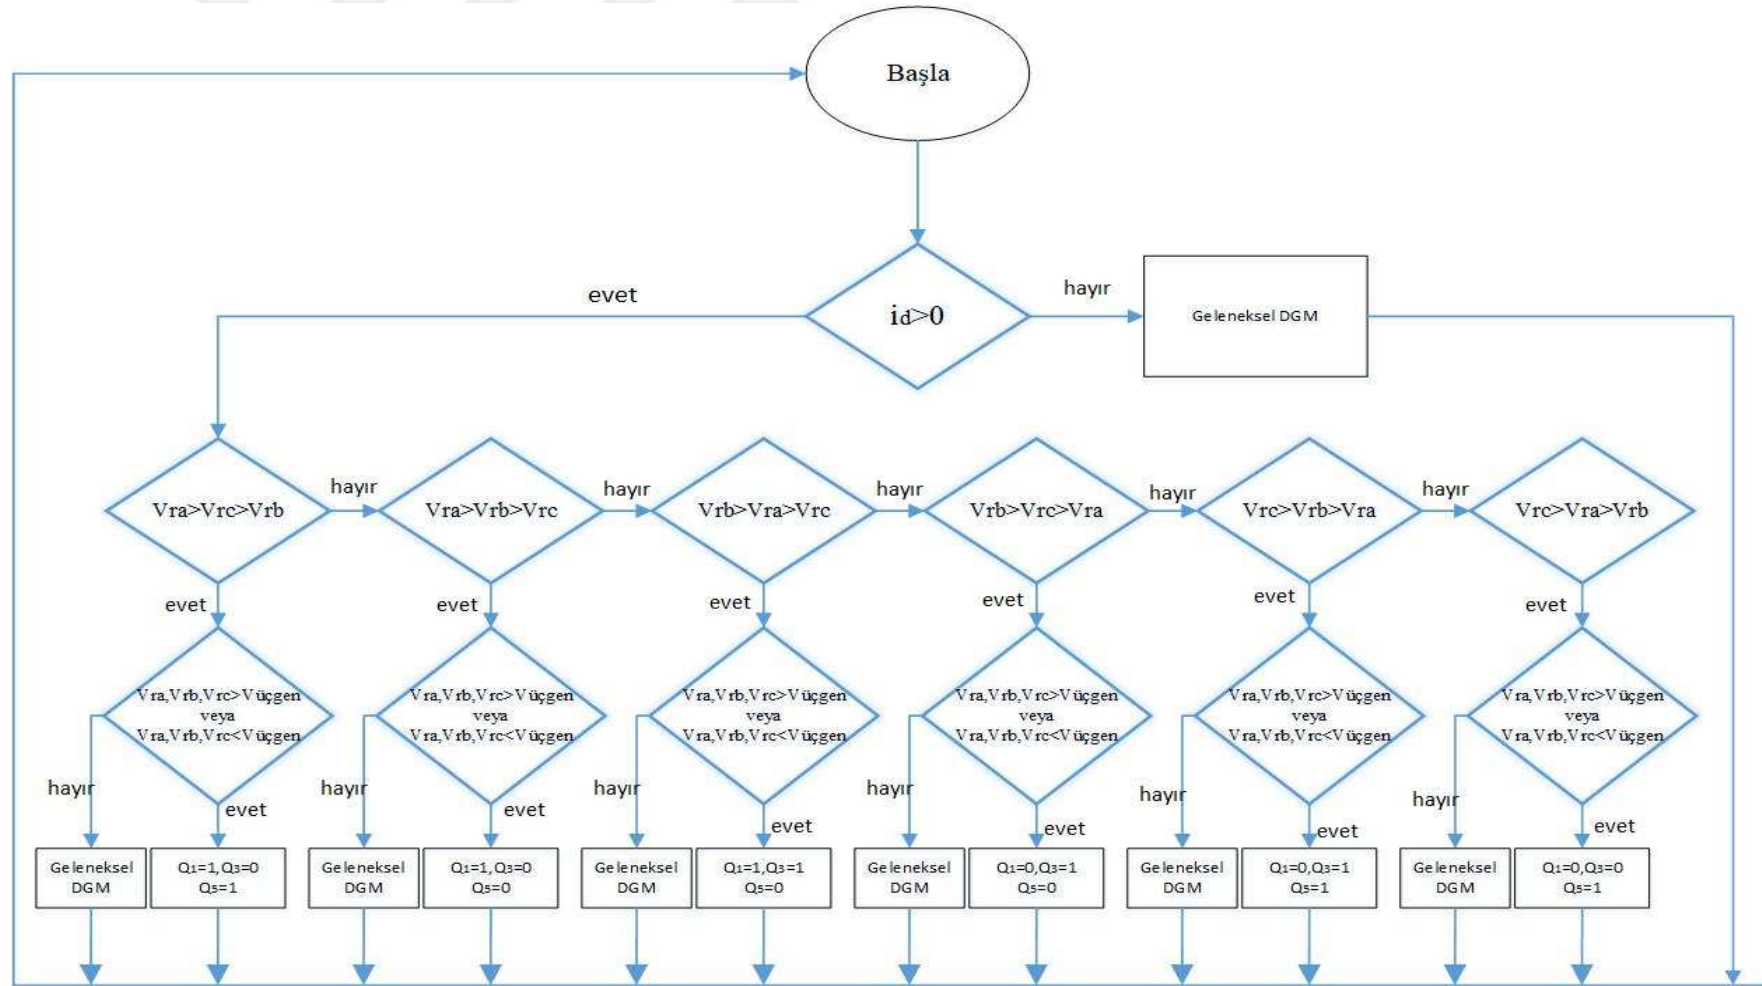 Başla
evet
id>0
hayır
Geleneksel DGM
Vra>Vrc>Vrb
hayır
Vra>Vrb>Vrc
hayır
Vrb>Vra>Vrc
hayır
Vrb>Vrc>Vra
hayır
Vrc>Vrb>Vra
hayır
Vrc>Vra>Vrb
evet
evet
evet
evet
evet
evet
Vra,Vrb,Vrc>Vüçgen
veya
Vra,Vrb,Vrc<Vüçgen
Vra,Vrb,Vrc>Vüçgen
veya
Vra,Vrb,Vrc<Vüçgen
Vra,Vrb,Vrc>Vüçgen
veya
Vra,Vrb,Vrc<Vüçgen
Vra,Vrb,Vrc>Vüçgen
veya
Vra,Vrb,Vrc<Vüçgen
Vra,Vrb,Vrc>Vüçgen
veya
Vra,Vrb,Vrc<Vüçgen
Vra,Vrb,Vrc>Vüçgen
veya
Vra,Vrb,Vrc<Vüçgen
hayır
evet
hayır
evet
hayır
evet
hayır
evet
hayır
evet
hayır
evet
Geleneksel
DGM
Q1=1,Q3=0
Q5=1
Geleneksel
DGM
Q1=1,Q3=0
Q5=0
Geleneksel
DGM
Q1=1,Q3=1
Q5=0
Geleneksel
DGM
Q1=0,Q3=1
Q5=0
Geleneksel
DGM
Q1=0,Q3=1
Q5=1
Geleneksel
DGM
Q1=0,Q3=0
Q5=1